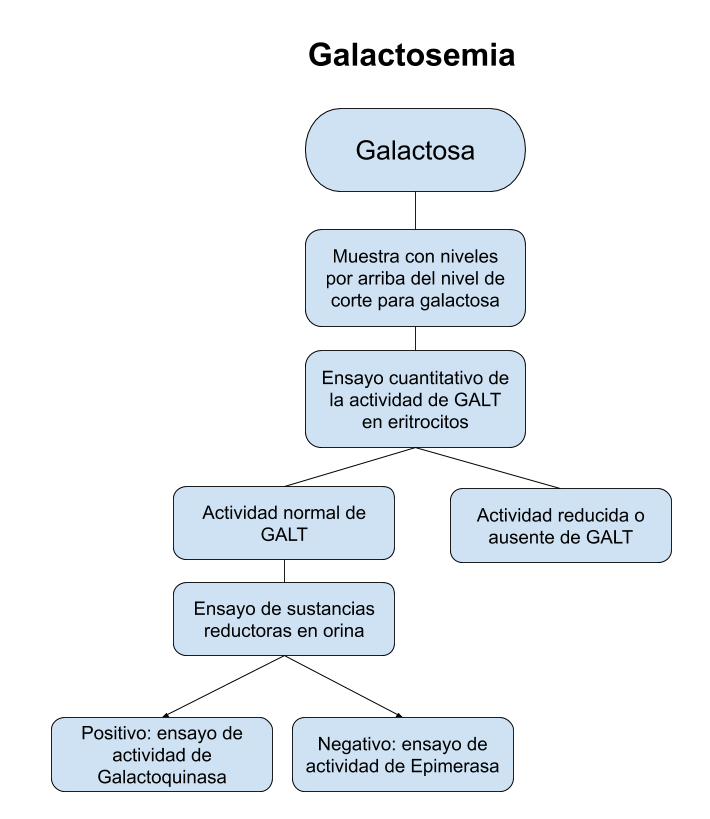 Galactosemia
Galactosa
Muestra con niveles
por arriba del nivel de
corte para galactosa
Ensayo cuantitativo de
la actividad de GALT
en eritrocitos
Actividad normal de
GALT
Actividad reducida o
ausente de GALT
Ensayo de sustancias
reductoras en orina
Positivo: ensayo de
actividad de
Galactoquinasa
Negativo: ensayo de
actividad de Epimerasa